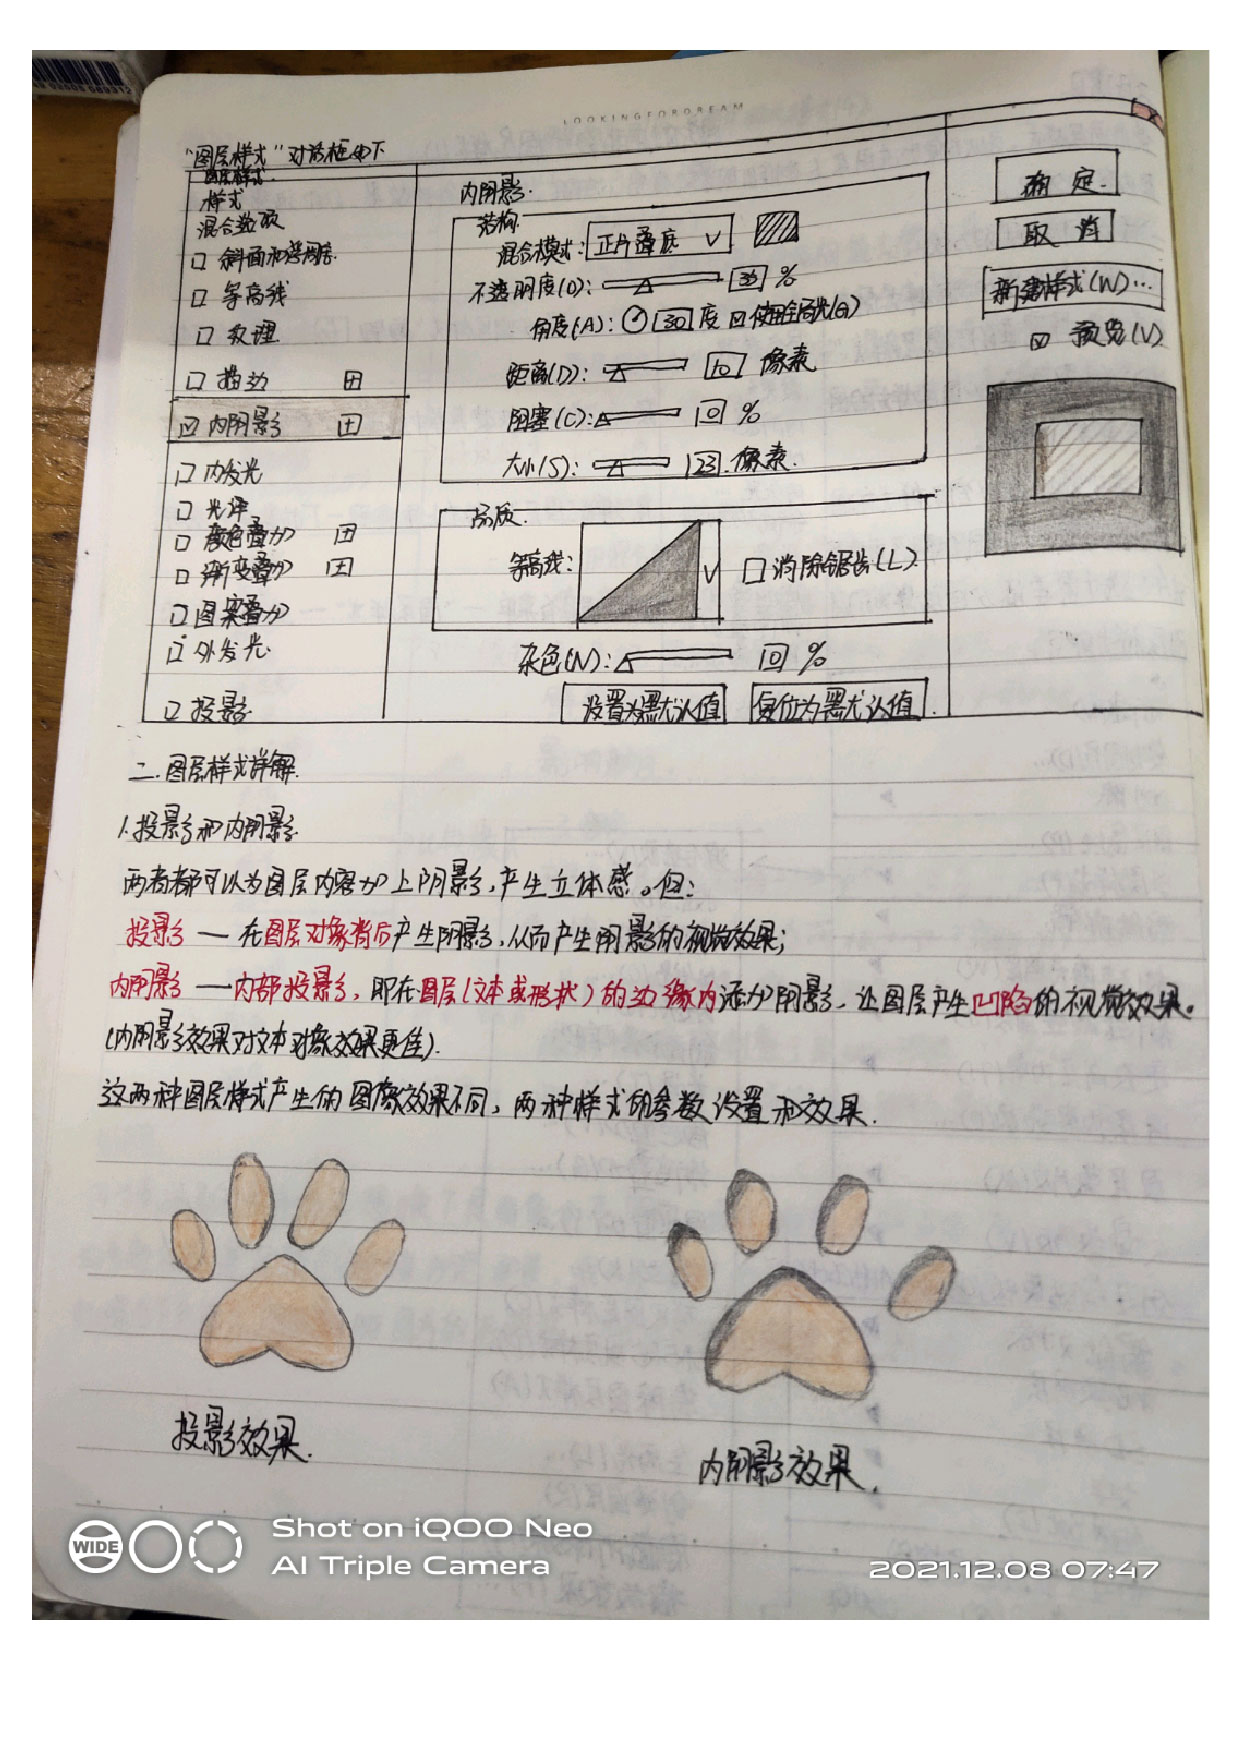 LOOKINGFORDREAM
"图层样式"对话框如下
图层样式
样式
混合选项
斜面和浮雕
等高线
纹理
描边
内阴影
内发光
光泽
颜色叠加
渐变叠加
图案叠加
外发光
投影
内阴影
结构
混合模式: 正片叠底
不透明度(O): 35 %
角度(A): 30 度 使用全局光(G)
距离(D): 10 像素
阻塞(C): 0 %
大小(S): 23 像素
品质
等高线: 消除锯齿(L)
杂色(N): 0 %
设置为默认值 复位为默认值
确定
取消
新建样式(W)…
预览(V)
二.图层样式详解.
1.投影和内阴影.
两者都可以为图层内容加上阴影,产生立体感。但:
投影 — 在图层对象背后产生阴影,从而产生阴影的视觉效果;
内阴影 — 内部投影,即在图层(文本或形状)的边缘内添加阴影,让图层产生凹陷的视觉效果。
(内阴影效果对文本对象效果更佳).
这两种图层样式产生的图像效果不同,两种样式的参数设置和效果.
投影效果.
内阴影效果.
WIDE
Shot on iQOO Neo
AI Triple Camera
2021.12.08 07:47